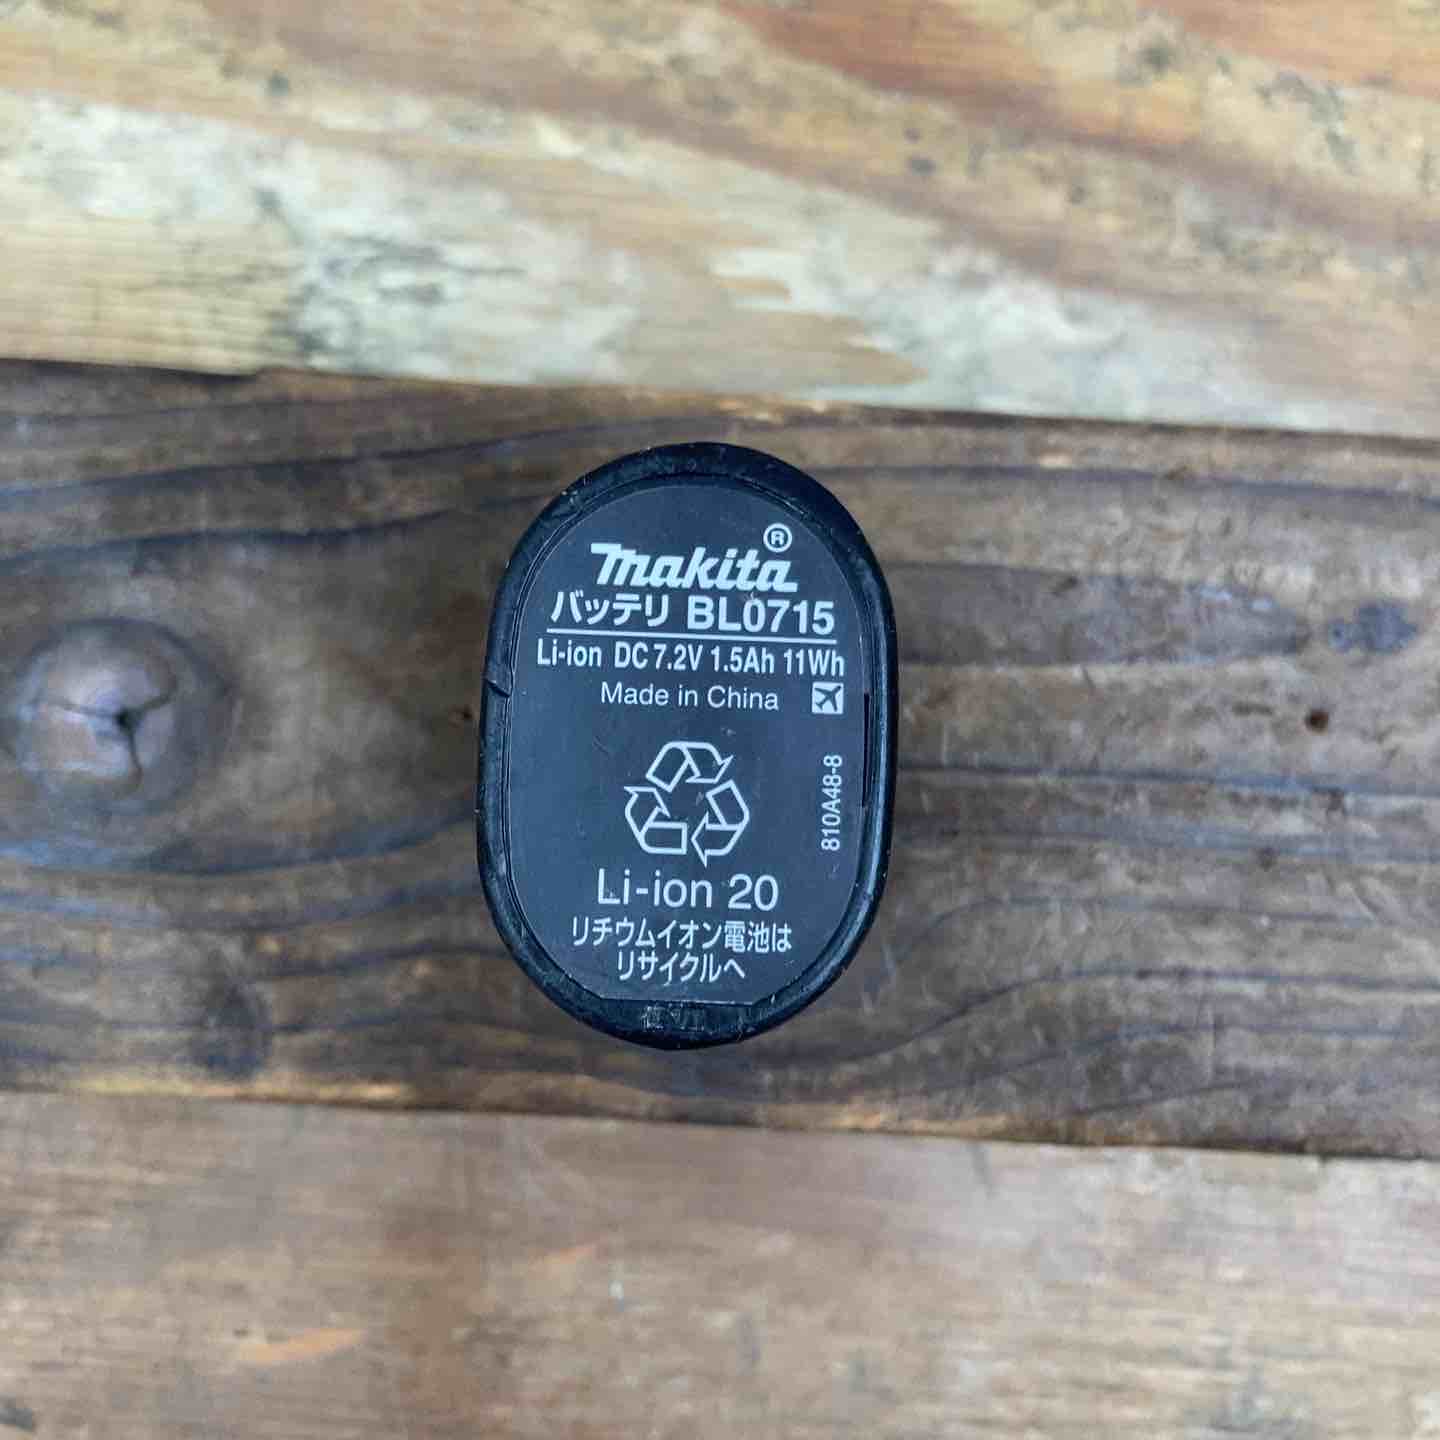 makita®
バッテリ BL0715
Li-ion DC 7.2V 1.5Ah 11Wh
Made in China
810A48-8
Li-ion 20
リチウムイオン電池は
リサイクルへ